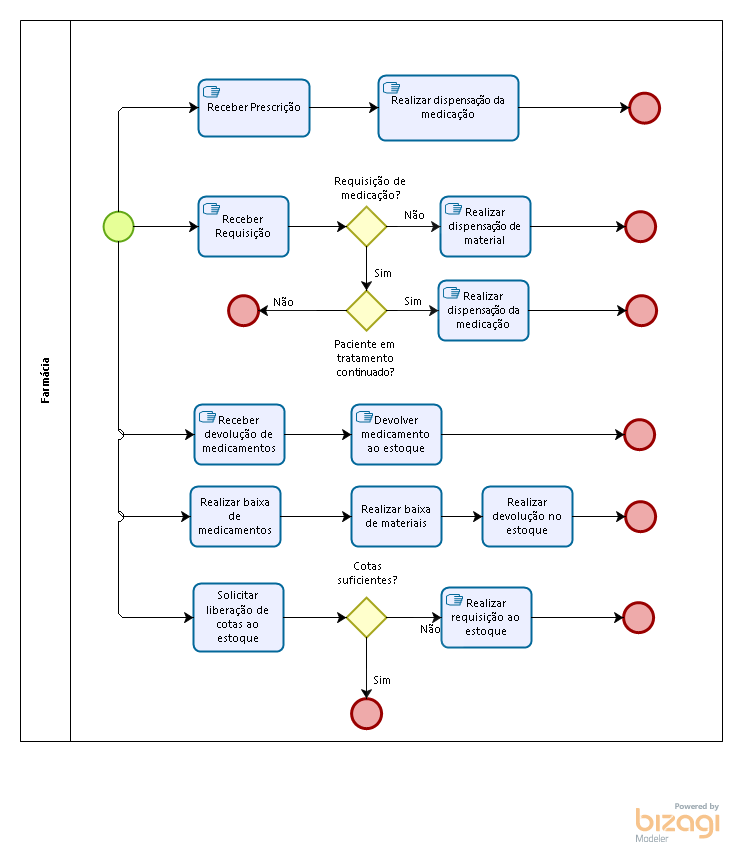 Farmácia
Receber Prescrição
Realizar dispensação da
medicação
Receber
Requisição
Requisição de
medicação?
Não
Realizar
dispensação de
material
Sim
Não
Sim
Realizar
dispensação da
medicação
Paciente em
tratamento
continuado?
Receber
devolução de
medicamentos
Devolver
medicamento
ao estoque
Realizar baixa
de
medicamentos
Realizar baixa
de materiais
Realizar
devolução no
estoque
Solicitar
liberação de
cotas ao
estoque
Cotas
suficientes?
Não
Realizar
requisição ao
estoque
Sim
Powered by
bizagi
Modeler